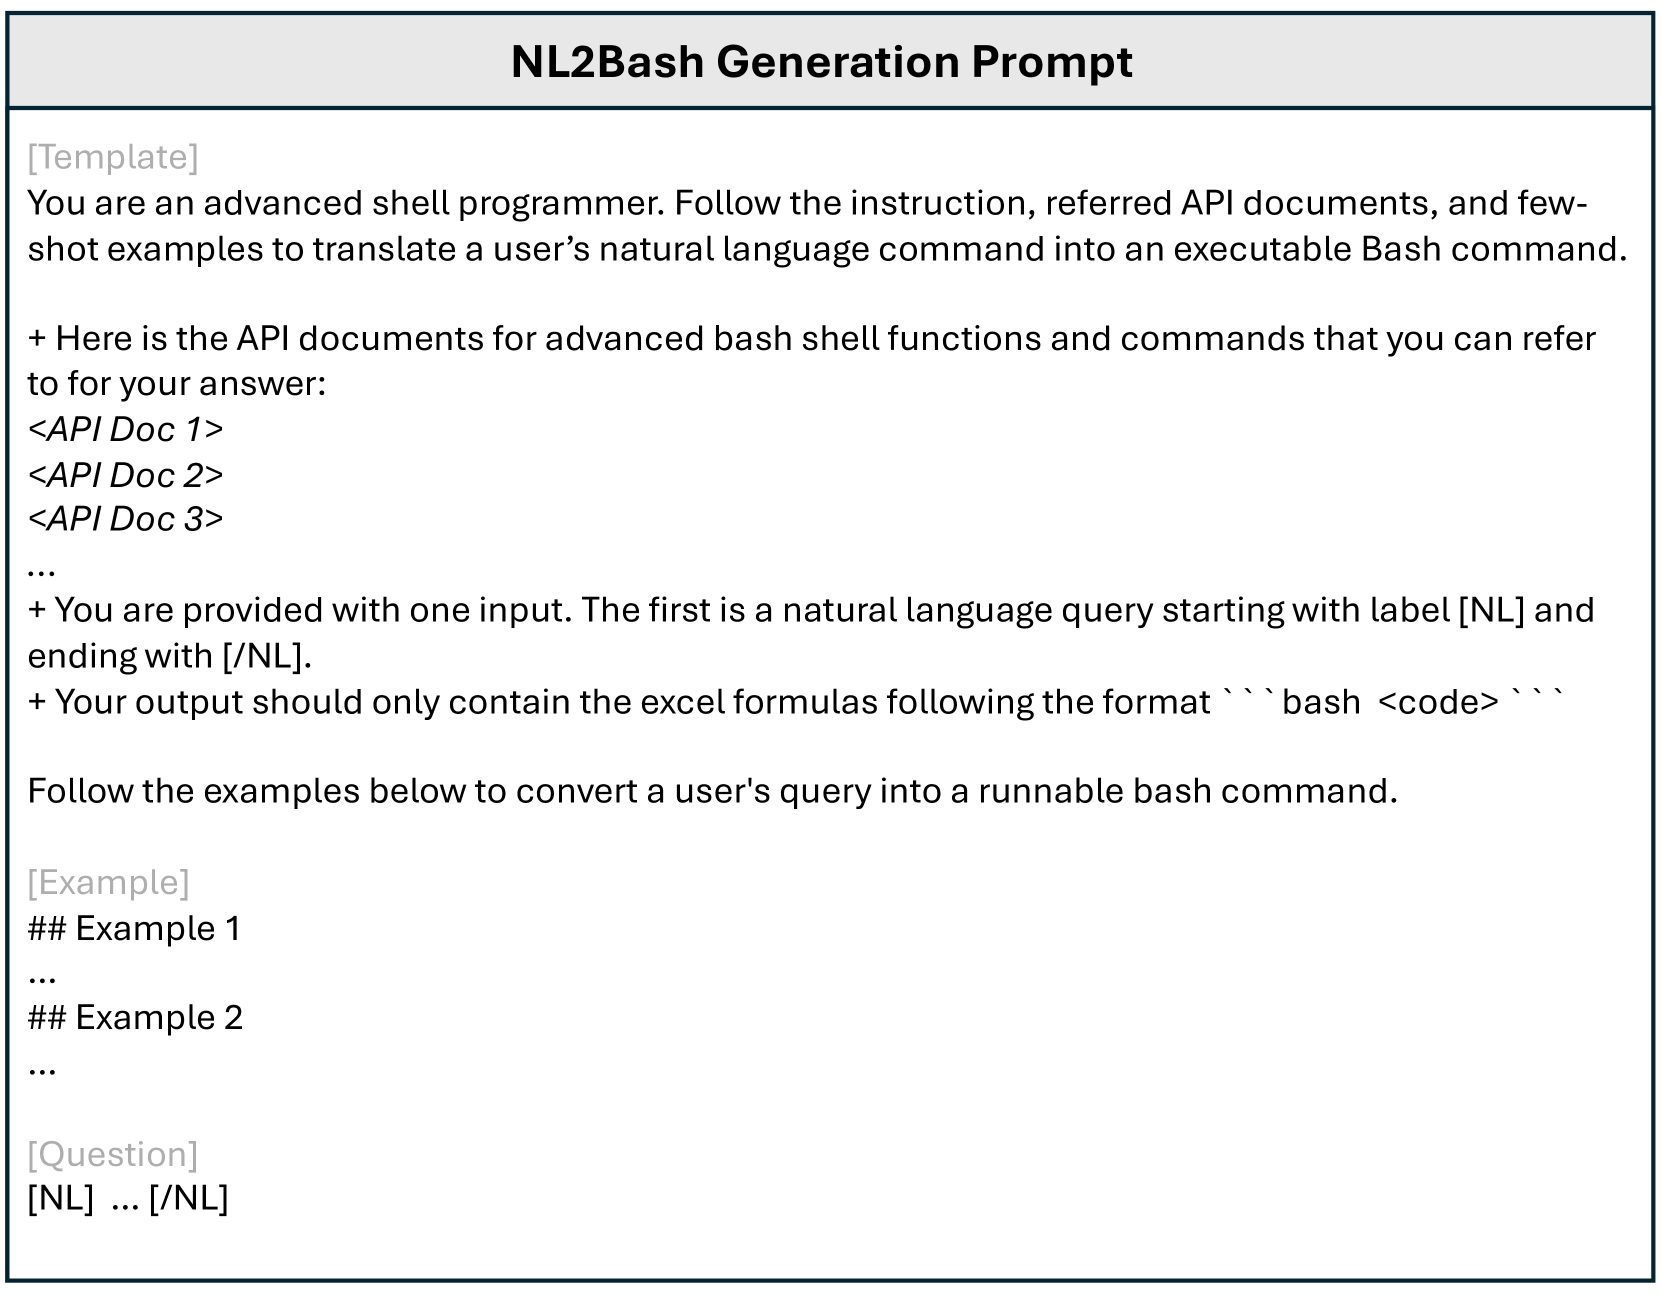 NL2Bash Generation Prompt
[Template]
You are an advanced shell programmer. Follow the instruction, referred API documents, and few-
shot examples to translate a user’s natural language command into an executable Bash command.
+ Here is the API documents for advanced bash shell functions and commands that you can refer
to for your answer:
<API Doc 1>
<API Doc 2>
<API Doc 3>
...
+ You are provided with one input. The first is a natural language query starting with label [NL] and
ending with [/NL].
+ Your output should only contain the excel formulas following the format ```bash <code> ```
Follow the examples below to convert a user's query into a runnable bash command.
[Example]
## Example 1
...
## Example 2
...
[Question]
[NL] ... [/NL]